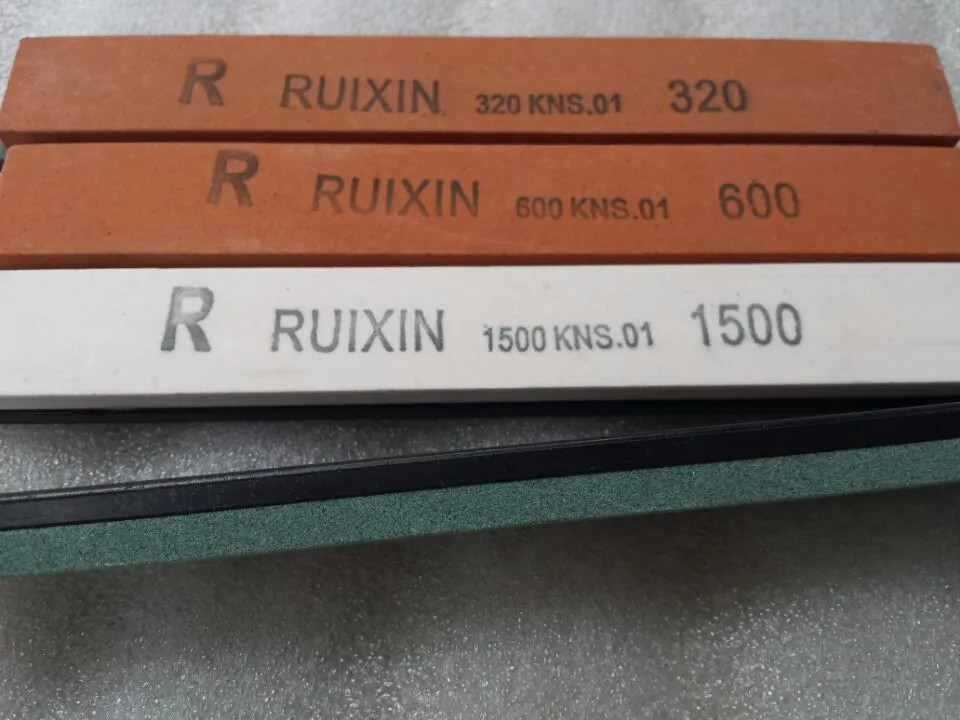 R RUIXIN 320 KNS.01 320
R RUIXIN 600 KNS.01 600
R RUIXIN 1500 KNS.01 1500